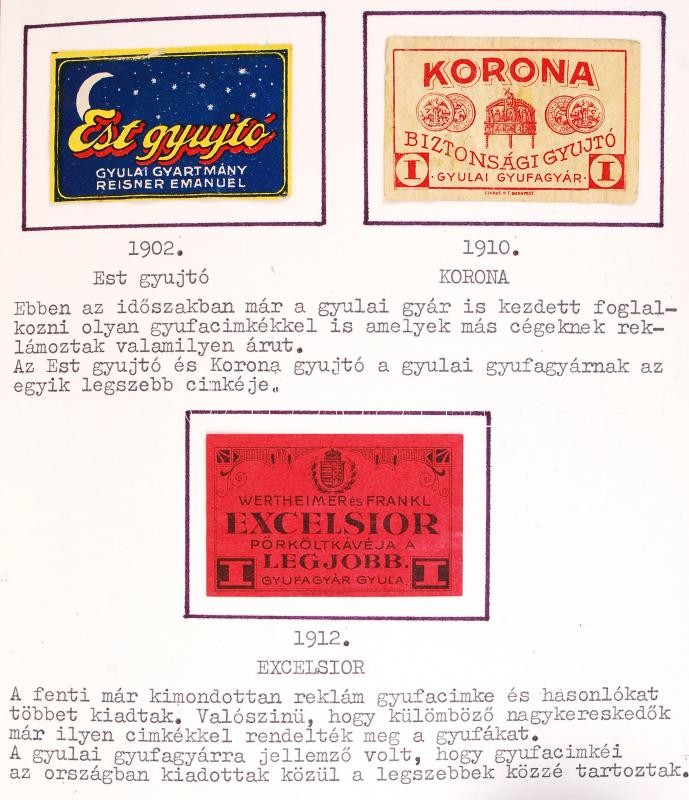 Est gyujtó
GYULAI GYÁRTMÁNY
REISNER EMÁNUEL
KORONA
BIZTONSÁGI GYUJTÓ
I GYULAI GYUFAGYÁR. I
1902.
Est gyujtó
1910.
KORONA
Ebben az időszakban már a gyulai gyár is kezdett foglal-
kozni olyan gyufacimkékkel is amelyek más cégeknek rek-
lámoztak valamilyen árut.
Az Est gyujtó és Korona gyujtó a gyulai gyufagyárnak az
egyik legszebb cimkéje.
WERTHEIMER és FRANKL
EXCELSIOR
PÖRKÖLTKÁVÉJA A
LEGJOBB.
I GYUFAGYÁR GYULA I
1912.
EXCELSIOR
A fenti már kimondottan reklám gyufacimke és hasonlókat
többet kiadtak. Valószinü, hogy külömböző nagykereskedők
már ilyen cimkékkel rendelték meg a gyufákat.
A gyulai gyufagyárra jellemző volt, hogy gyufacimkéi
az országban kiadottak közül a legszebbek közzé tartoztak.